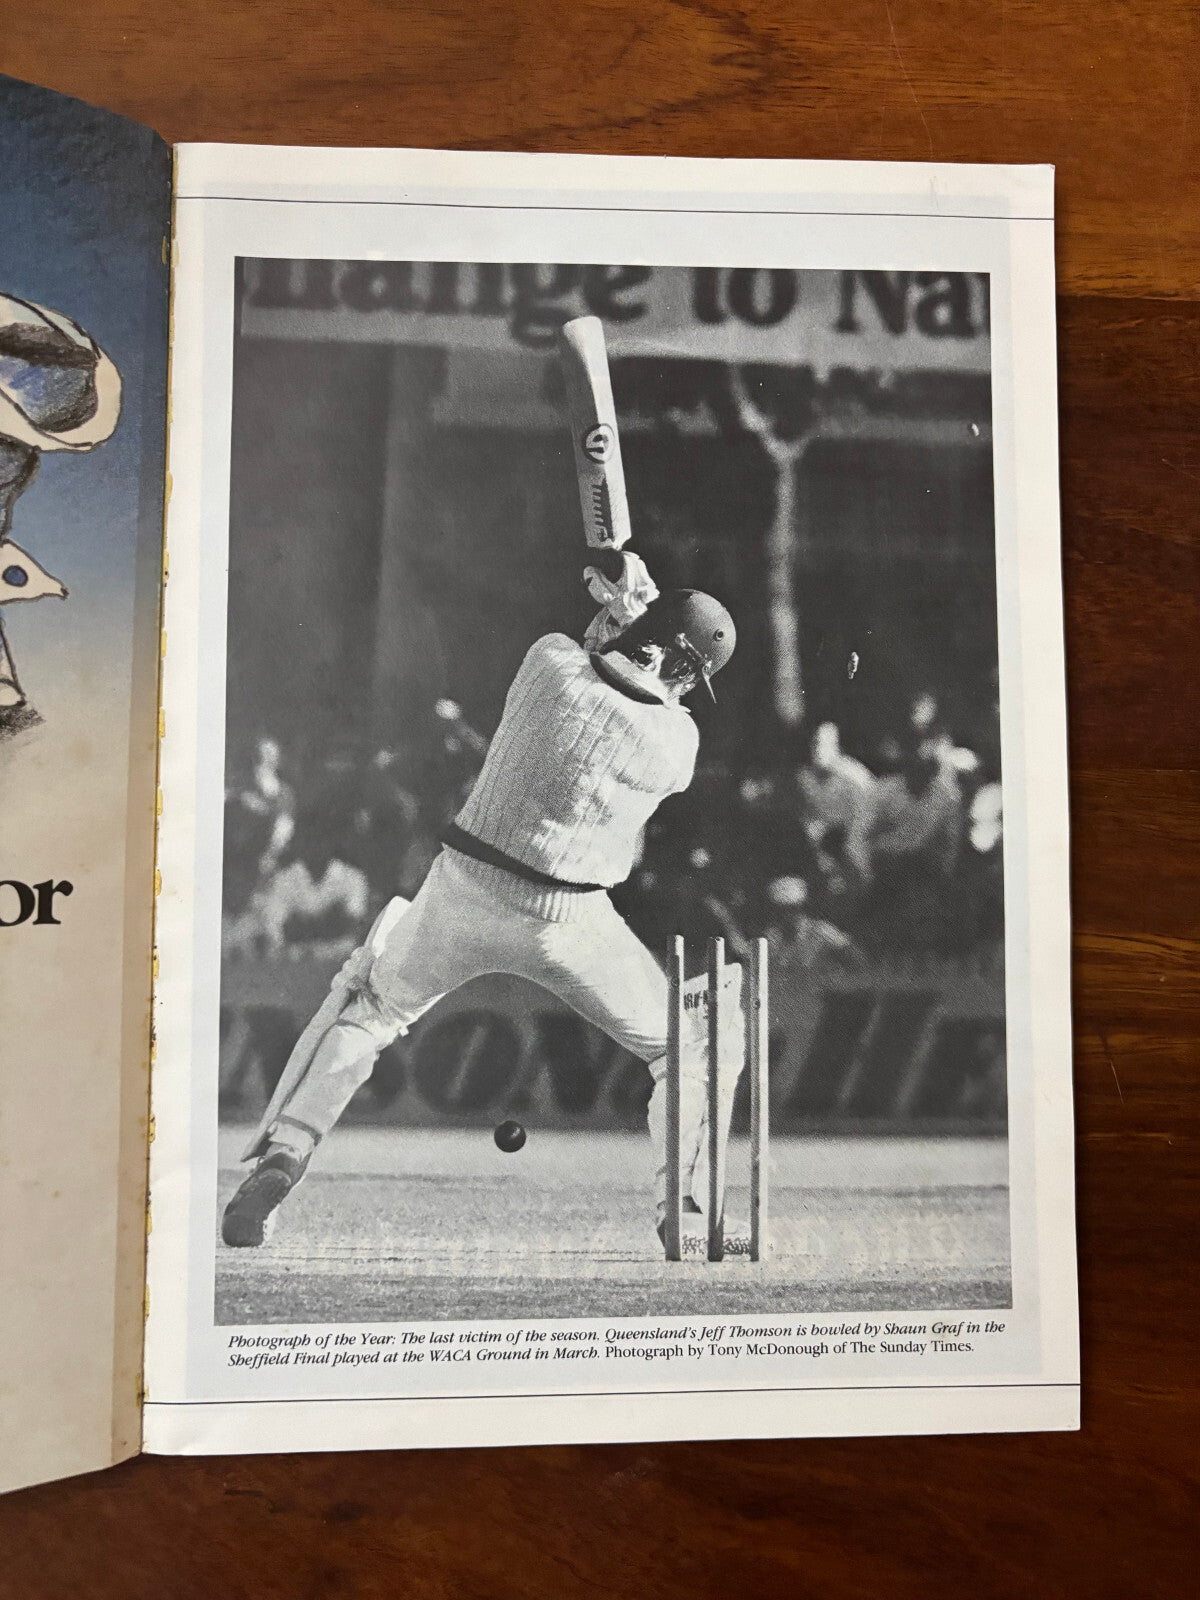 hange to Na
or
Photograph of the Year: The last victim of the season. Queensland's Jeff Thomson is bowled by Shaun Graf in the
Sheffield Final played at the WACA Ground in March. Photograph by Tony McDonough of The Sunday Times.